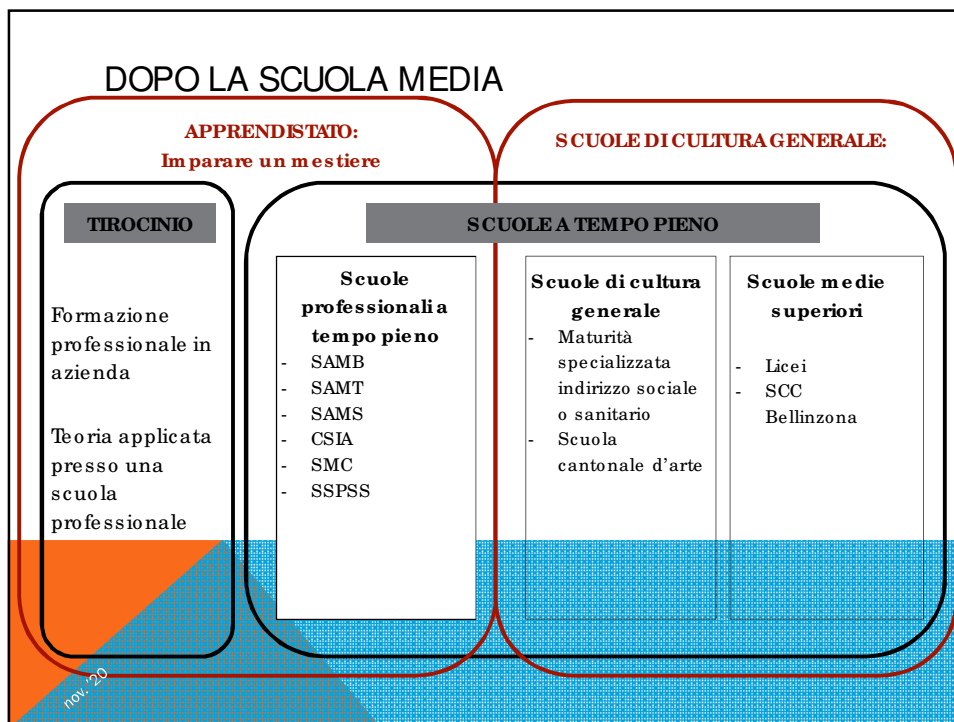 DOPO LA SCUOLA MEDIA
APPRENDISTATO:
Imparare un mestiere
SCUOLE DI CULTURA GENERALE:
TIROCINIO
SCUOLE A TEMPO PIENO
Formazione
professionale in
azienda
Teoria applicata
presso una
scuola
professionale
Scuole
professionali a
tempo pieno
- SAMB
- SAMT
- SAMS
- CSIA
- SMC
- SSPSS
Scuole di cultura
generale
- Maturità
specializzata
indirizzo sociale
o sanitario
- Scuola
cantonale d'arte
Scuole medie
superiori
- Licei
- SCC
Bellinzona
nov. '20